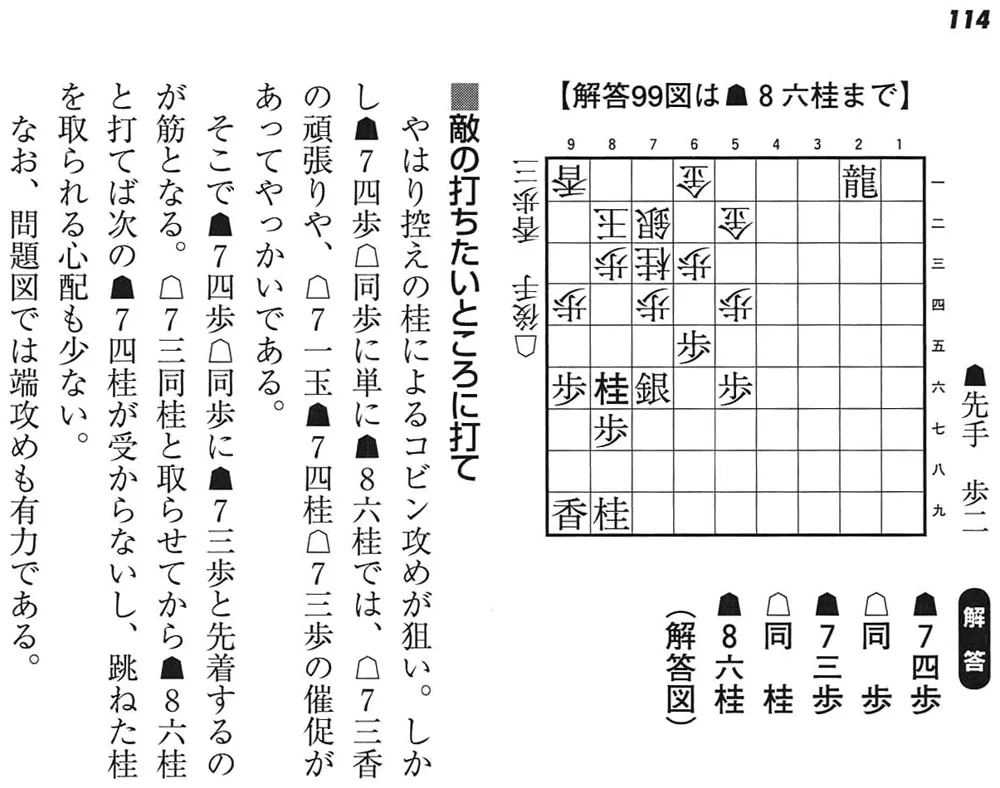 114
【解答99図は☗8六桂まで】
9 8 7 6 5 4 3 2 1
香 金 龍 一
王 銀 金 二
歩 桂 歩 三
歩 歩 歩 四
歩 五
歩 桂 銀 歩 六
歩 七
八
香 桂 九
☗先手 歩二
☖後手 香歩三
解答
☗7四歩
☖同 歩
☗7三歩
☖同 桂
☗8六桂
(解答図)
■敵の打ちたいところに打て
やはり控えの桂によるコビン攻めが狙い。しか
し☗7四歩☖同歩に単に☗8六桂では、☖7三香
の頑張りや、☖7一玉☗7四桂☖7三歩の催促が
あってやっかいである。
そこで☗7四歩☖同歩に☗7三歩と先着するの
が筋となる。☖7三同桂と取らせてから☗8六桂
と打てば次の☗7四桂が受からないし、跳ねた桂
を取られる心配も少ない。
なお、問題図では端攻めも有力である。